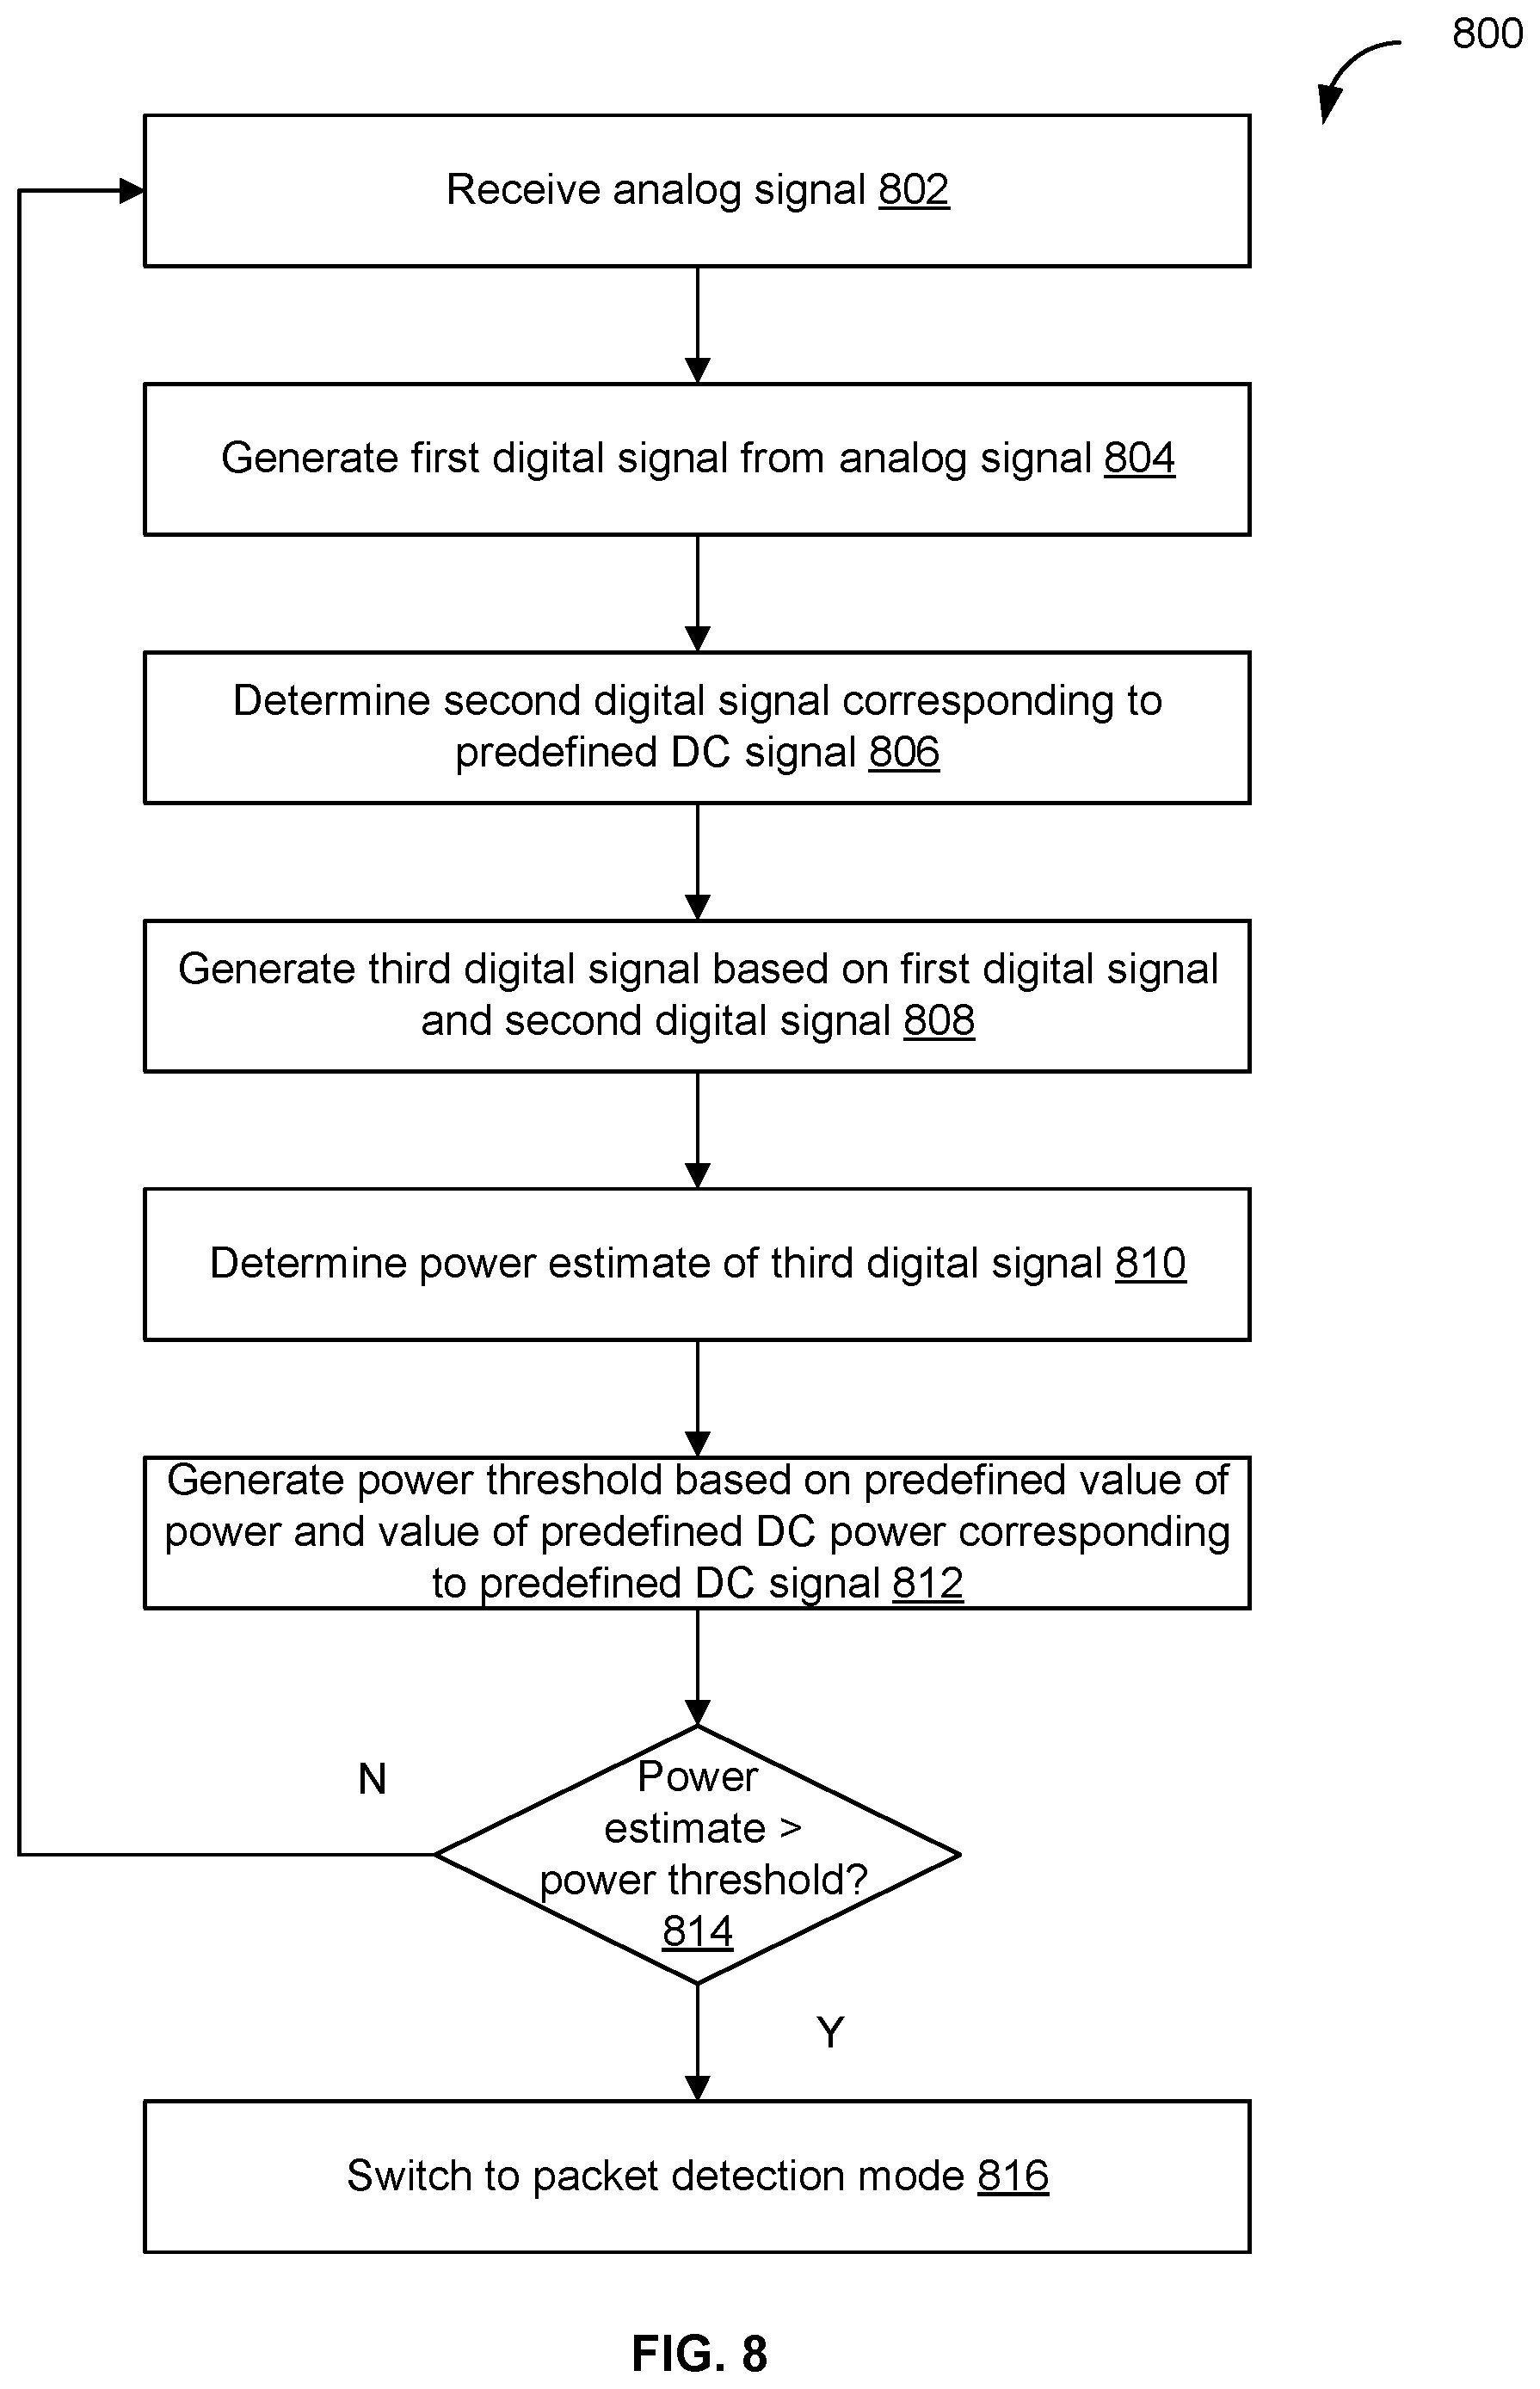 800
Receive analog signal 802
Generate first digital signal from analog signal 804
Determine second digital signal corresponding to
predefined DC signal 806
Generate third digital signal based on first digital signal
and second digital signal 808
Determine power estimate of third digital signal 810
Generate power threshold based on predefined value of
power and value of predefined DC power corresponding
to predefined DC signal 812
N
Power
estimate >
power threshold?
814
Y
Switch to packet detection mode 816
FIG. 8